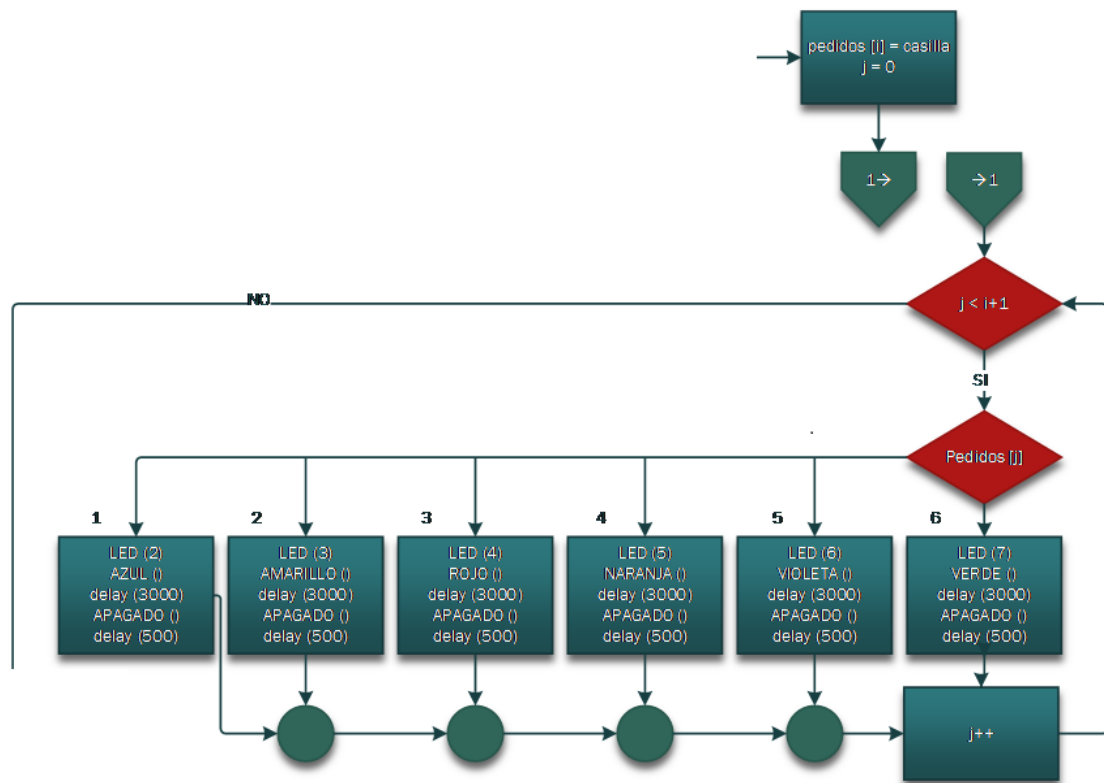 pedidos [i] = casilla
j = 0
1→
→1
j < i+1
NO
SI
Pedidos [j]
1
LED (2)
AZUL ()
delay (3000)
APAGADO ()
delay (500)
2
LED (3)
AMARILLO ()
delay (3000)
APAGADO ()
delay (500)
3
LED (4)
ROJO ()
delay (3000)
APAGADO ()
delay (500)
4
LED (5)
NARANJA ()
delay (3000)
APAGADO ()
delay (500)
5
LED (6)
VIOLETA ()
delay (3000)
APAGADO ()
delay (500)
6
LED (7)
VERDE ()
delay (3000)
APAGADO ()
delay (500)
j++